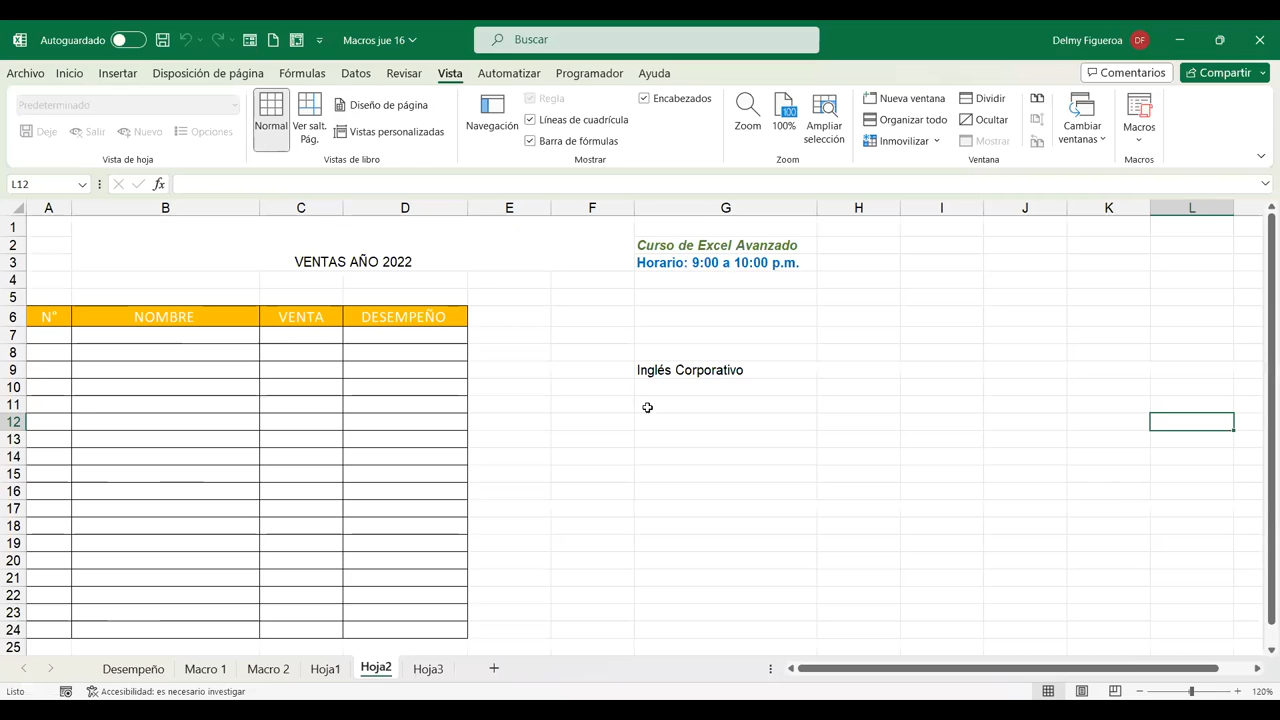 Autoguardado
Macros jue 16
Buscar
Delmy Figueroa
DF
Archivo Inicio Insertar Disposición de página Fórmulas Datos Revisar Vista Automatizar Programador Ayuda
Comentarios
Compartir
Predeterminado
Deje Salir Nuevo Opciones
Vista de hoja
Normal
Ver salt. Pág.
Diseño de página
Vistas personalizadas
Vistas de libro
Navegación
Regla
Líneas de cuadrícula
Barra de fórmulas
Encabezados
Mostrar
Zoom
100
100%
Ampliar selección
Zoom
Nueva ventana
Organizar todo
Inmovilizar
Dividir
Ocultar
Mostrar
Cambiar ventanas
Ventana
Macros
Macros
L12
fx
A B C D E F G H I J K L
1
2 Curso de Excel Avanzado
3 VENTAS AÑO 2022 Horario: 9:00 a 10:00 p.m.
4
5
6 N° NOMBRE VENTA DESEMPEÑO
7
8
9 Inglés Corporativo
10
11
12
13
14
15
16
17
18
19
20
21
22
23
24
25
Desempeño Macro 1 Macro 2 Hoja1 Hoja2 Hoja3
Listo
Accesibilidad: es necesario investigar
120%